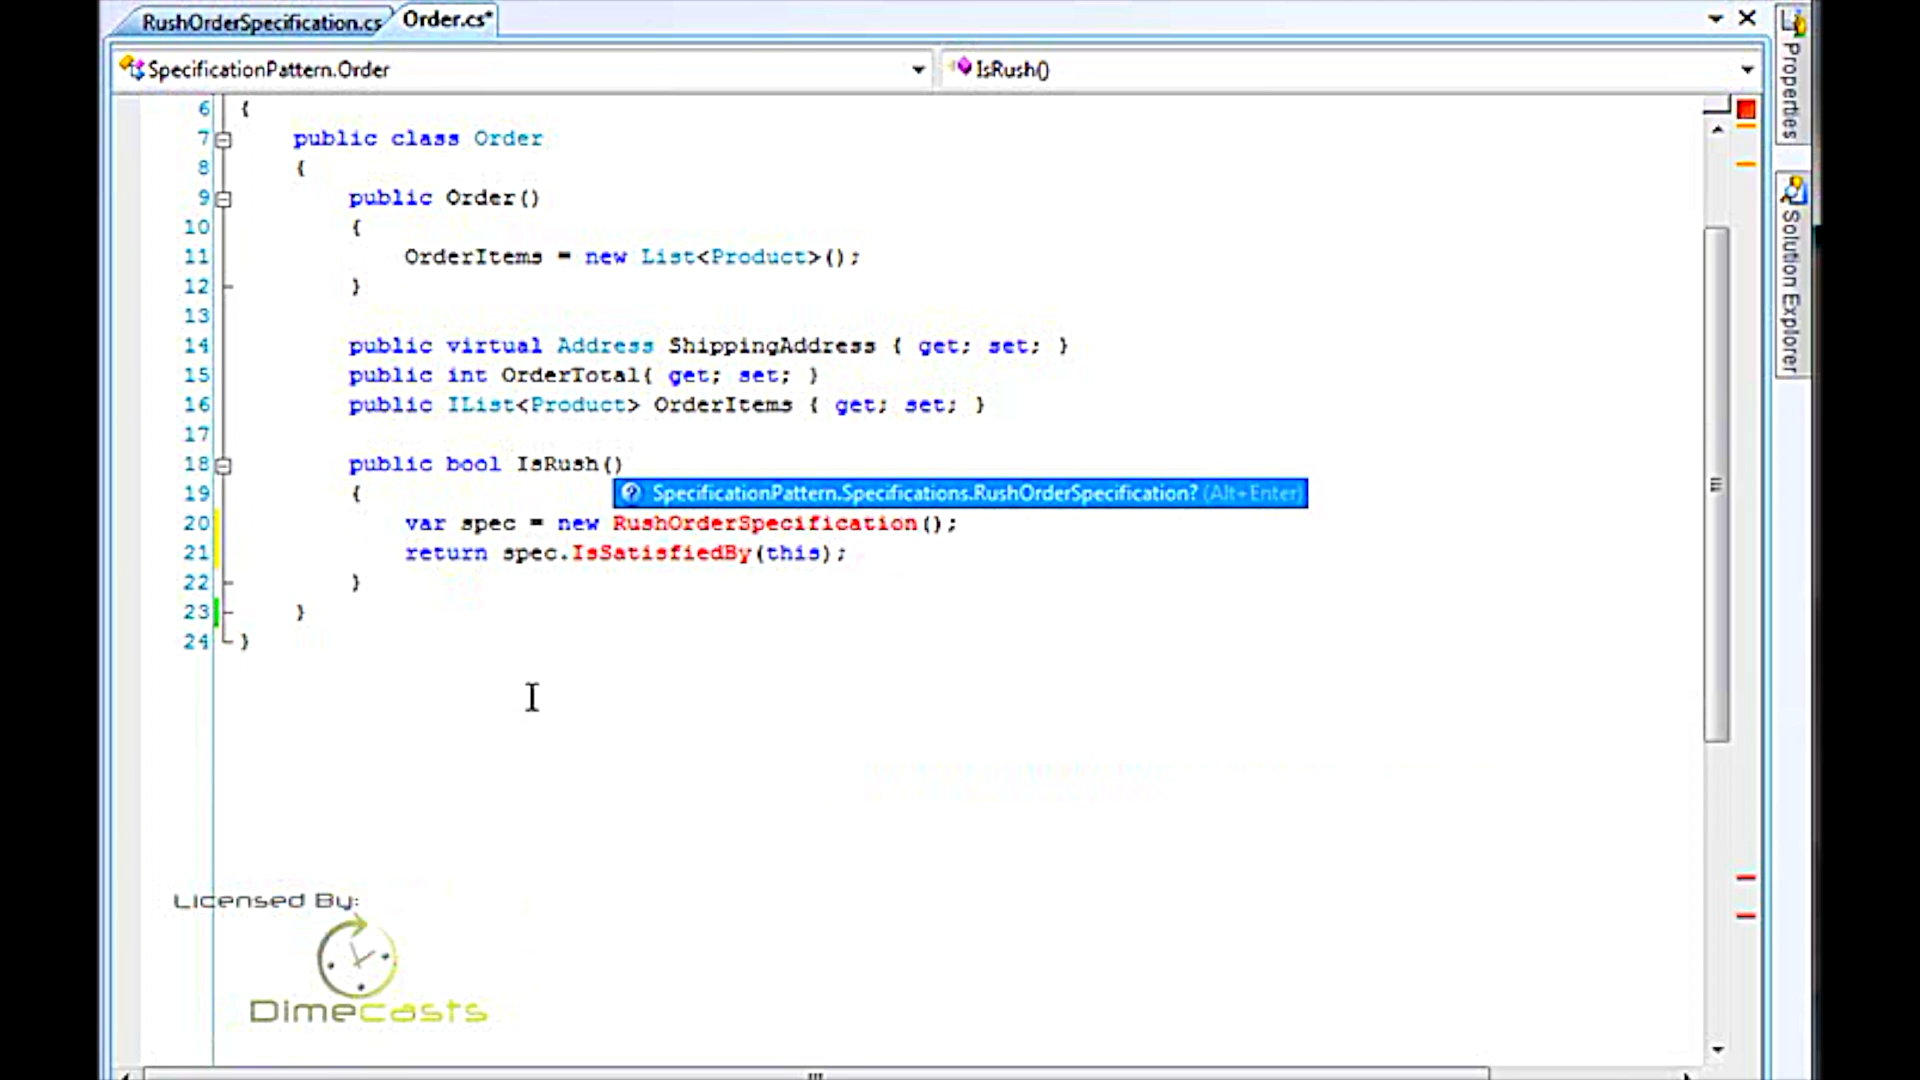 RushOrderSpecification.cs Order.cs*
SpecificationPattern.Order IsRush()
6 {
7 public class Order
8 {
9 public Order()
10 {
11 OrderItems = new List<Product>();
12 }
13
14 public virtual Address ShippingAddress { get; set; }
15 public int OrderTotal{ get; set; }
16 public IList<Product> OrderItems { get; set; }
17
18 public bool IsRush()
19 {
SpecificationPattern.Specifications.RushOrderSpecification? (Alt+Enter)
20 var spec = new RushOrderSpecification();
21 return spec.IsSatisfiedBy(this);
22 }
23 }
24 }
Licensed By:
Dimecasts
Properties
Solution Explorer